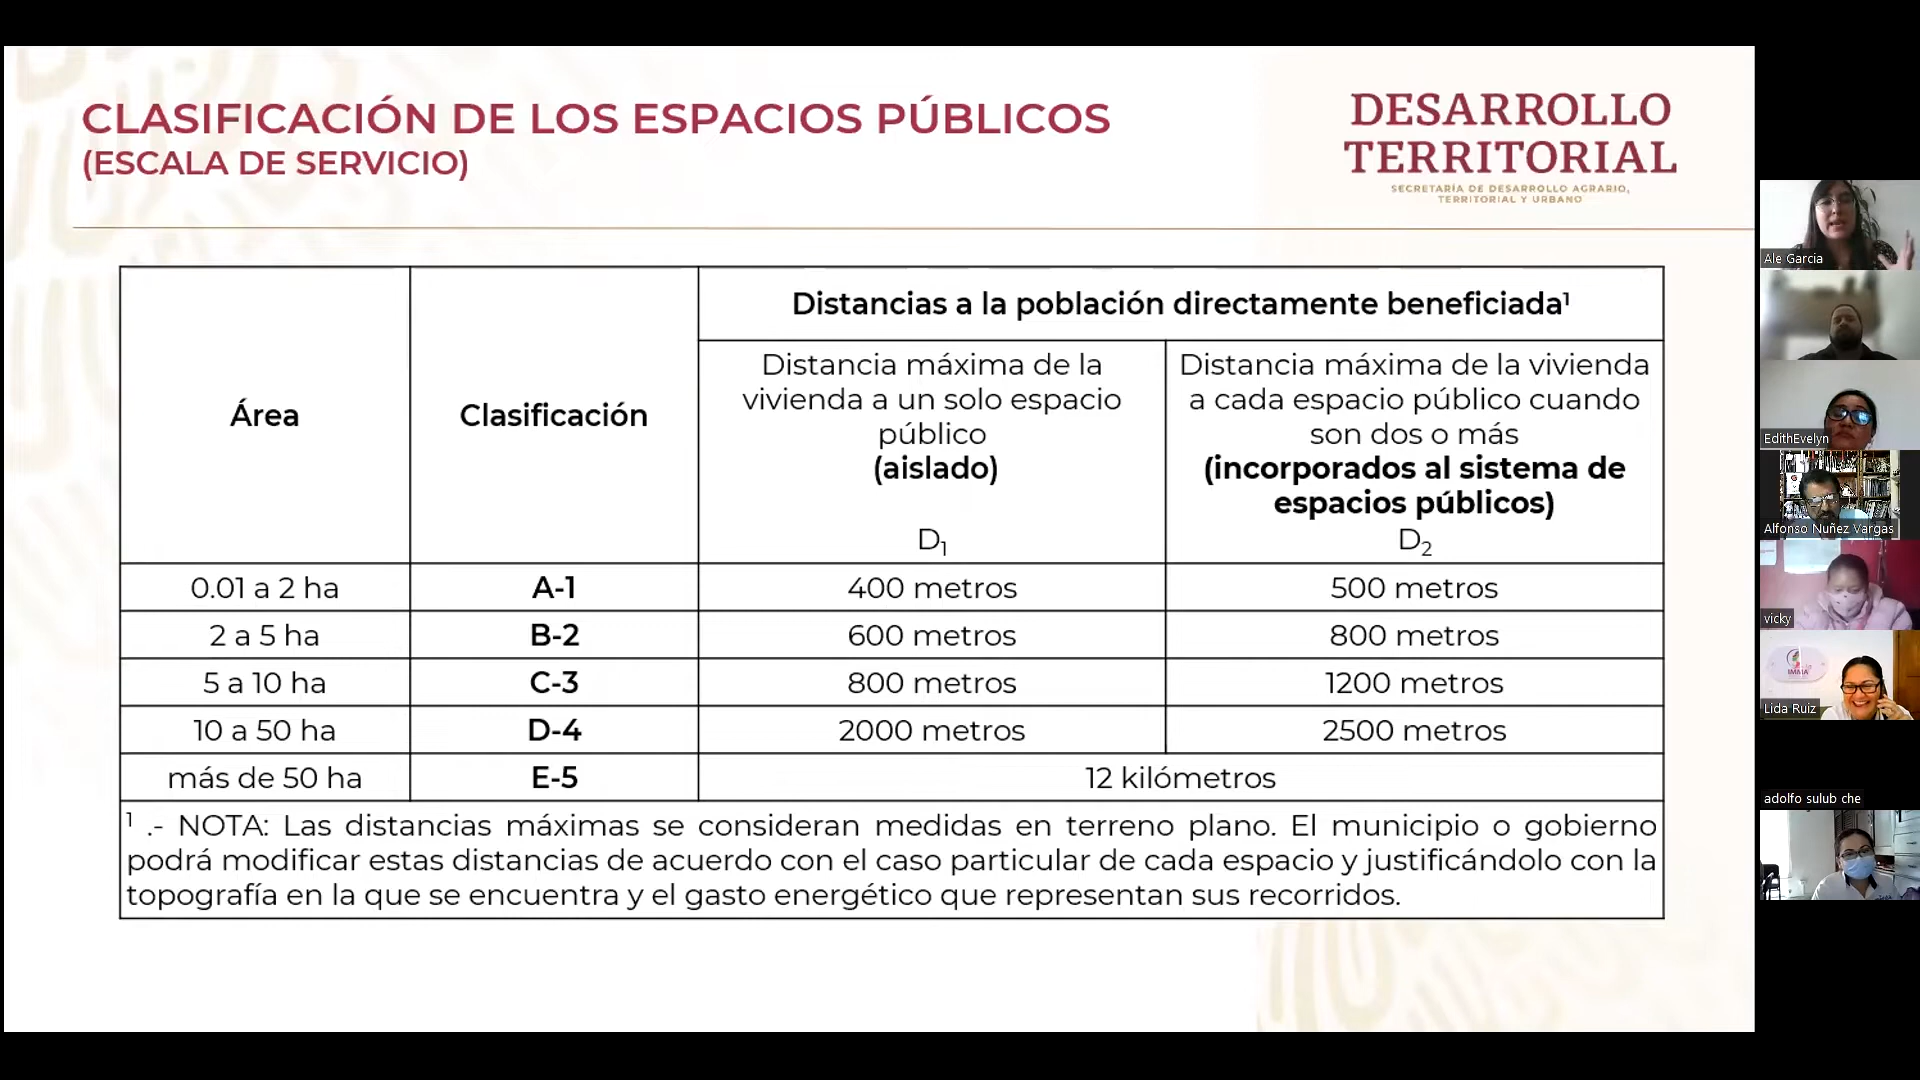 CLASIFICACIÓN DE LOS ESPACIOS PÚBLICOS
(ESCALA DE SERVICIO)
DESARROLLO
TERRITORIAL
SECRETARÍA DE DESARROLLO AGRARIO,
TERRITORIAL Y URBANO
Área
Clasificación
Distancias a la población directamente beneficiada¹
Distancia máxima de la
vivienda a un solo espacio
público
(aislado)
D₁
Distancia máxima de la vivienda
a cada espacio público cuando
son dos o más
(incorporados al sistema de
espacios públicos)
D₂
0.01 a 2 ha A-1 400 metros 500 metros
2 a 5 ha B-2 600 metros 800 metros
5 a 10 ha C-3 800 metros 1200 metros
10 a 50 ha D-4 2000 metros 2500 metros
más de 50 ha E-5 12 kilómetros
¹ .- NOTA: Las distancias máximas se consideran medidas en terreno plano. El municipio o gobierno
podrá modificar estas distancias de acuerdo con el caso particular de cada espacio y justificándolo con la
topografía en la que se encuentra y el gasto energético que representan sus recorridos.
Ale Garcia
EdithEvelyn
Alfonso Nuñez Vargas
vicky
IMMA
Lida Ruiz
adolfo sulub che